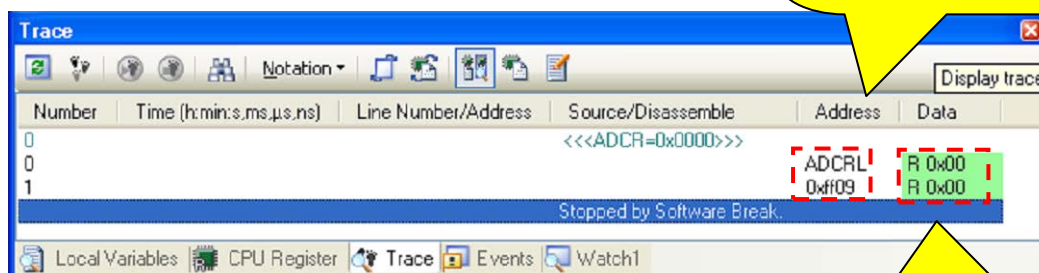 Trace
Notation
Display trace
Number Time (h:min:s,ms,µs,ns) Line Number/Address Source/Disassemble Address Data
0 <<<ADCR=0x0000>>>
0 ADCRL R 0x00
1 0xff09 R 0x00
Stopped by Software Break.
Local Variables CPU Register Trace Events Watch1